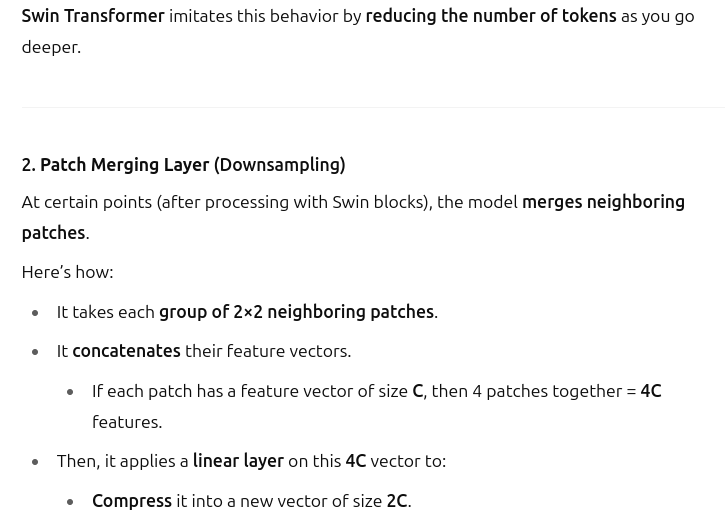 Swin Transformer imitates this behavior by reducing the number of tokens as you go
deeper.
2. Patch Merging Layer (Downsampling)
At certain points (after processing with Swin blocks), the model merges neighboring
patches.
Here’s how:
• It takes each group of 2×2 neighboring patches.
• It concatenates their feature vectors.
• If each patch has a feature vector of size C, then 4 patches together = 4C
features.
• Then, it applies a linear layer on this 4C vector to:
• Compress it into a new vector of size 2C.